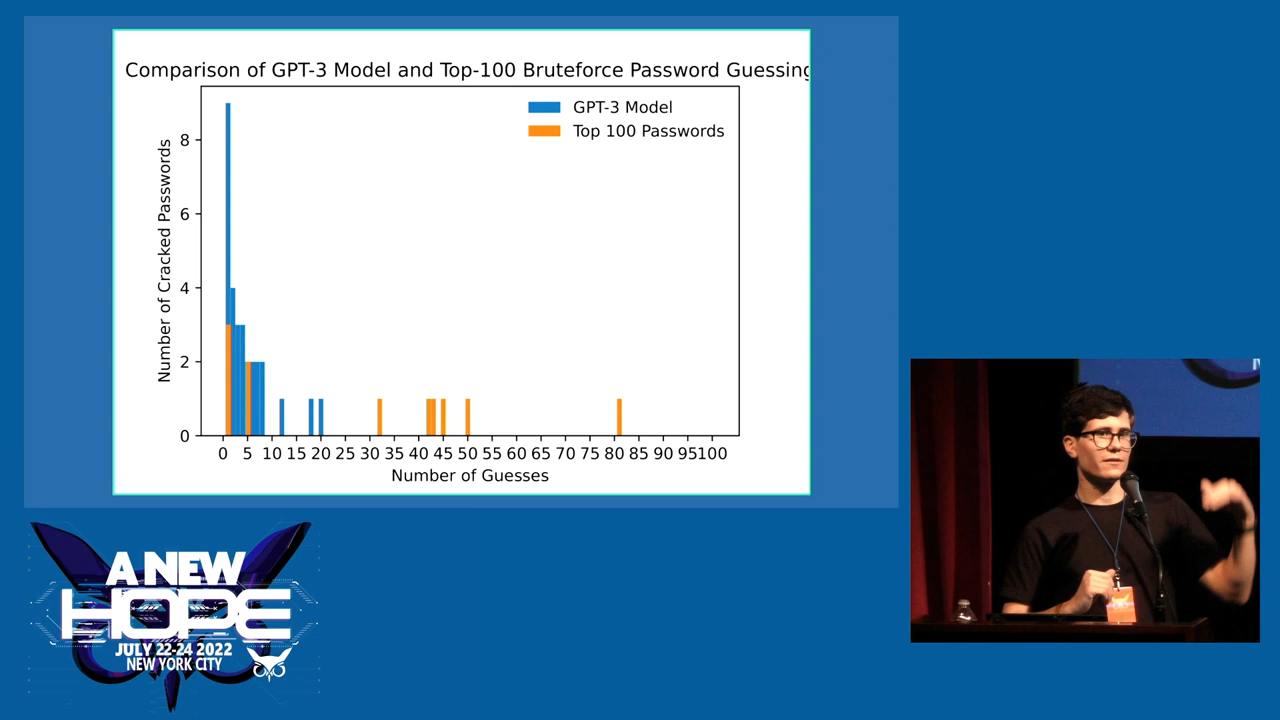 Comparison of GPT-3 Model and Top-100 Bruteforce Password Guessing
GPT-3 Model
Top 100 Passwords
Number of Cracked Passwords
8
6
4
2
0
0 5 10 15 20 25 30 35 40 45 50 55 60 65 70 75 80 85 90 95100
Number of Guesses
A NEW
HOPE
JULY 22-24 2022
NEW YORK CITY